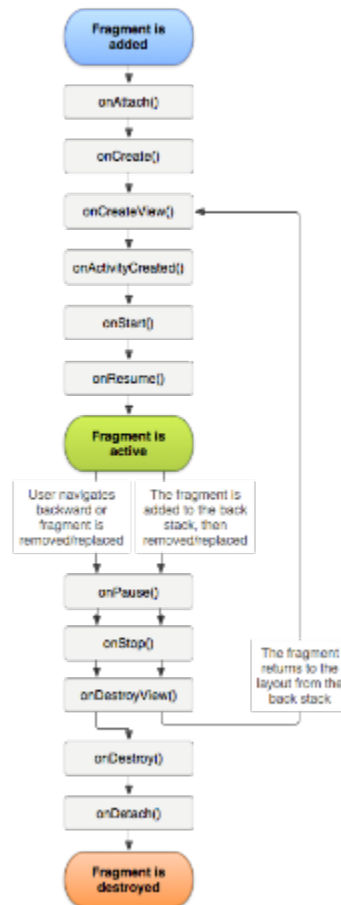 Fragment is
added
onAttach()
onCreate()
onCreateView()
onActivityCreated()
onStart()
onResume()
Fragment is
active
User navigates
backward or
fragment is
removed/replaced
The fragment is
added to the back
stack, then
removed/replaced
onPause()
onStop()
onDestroyView()
The fragment
returns to the
layout from the
back stack
onDestroy()
onDetach()
Fragment is
destroyed